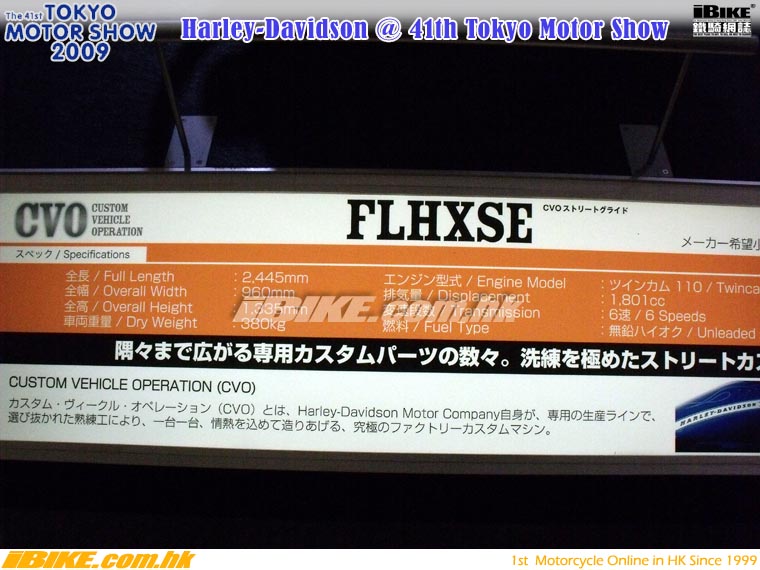 The 41st TOKYO
MOTOR SHOW
2009
Harley-Davidson @ 41th Tokyo Motor Show
iBIKE
鐵騎網誌
CVO CUSTOM
VEHICLE
OPERATION
FLHXSE CVOストリートグライド
メーカー希望小
スペック / Specifications
全長 / Full Length : 2,445mm
全幅 / Overall Width : 960mm
全高 / Overall Height : 1,335mm
車両重量 / Dry Weight : 380kg
エンジン型式 / Engine Model : ツインカム 110 / Twinca
排気量 / Displacement : 1,801cc
変速段数 / Transmission : 6速 / 6 Speeds
燃料 / Fuel Type : 無鉛ハイオク / Unleaded
iBIKE.com.hk
隅々まで広がる専用カスタムパーツの数々。洗練を極めたストリートカス
CUSTOM VEHICLE OPERATION (CVO)
カスタム・ヴィークル・オペレーション（CVO）とは、Harley-Davidson Motor Company自身が、専用の生産ラインで、
選び抜かれた熟練工により、一台一台、情熱を込めて造りあげる、究極のファクトリーカスタムマシン。
HARLEY-DAVIDSON
iBIKE.com.hk
1st Motorcycle Online in HK Since 1999